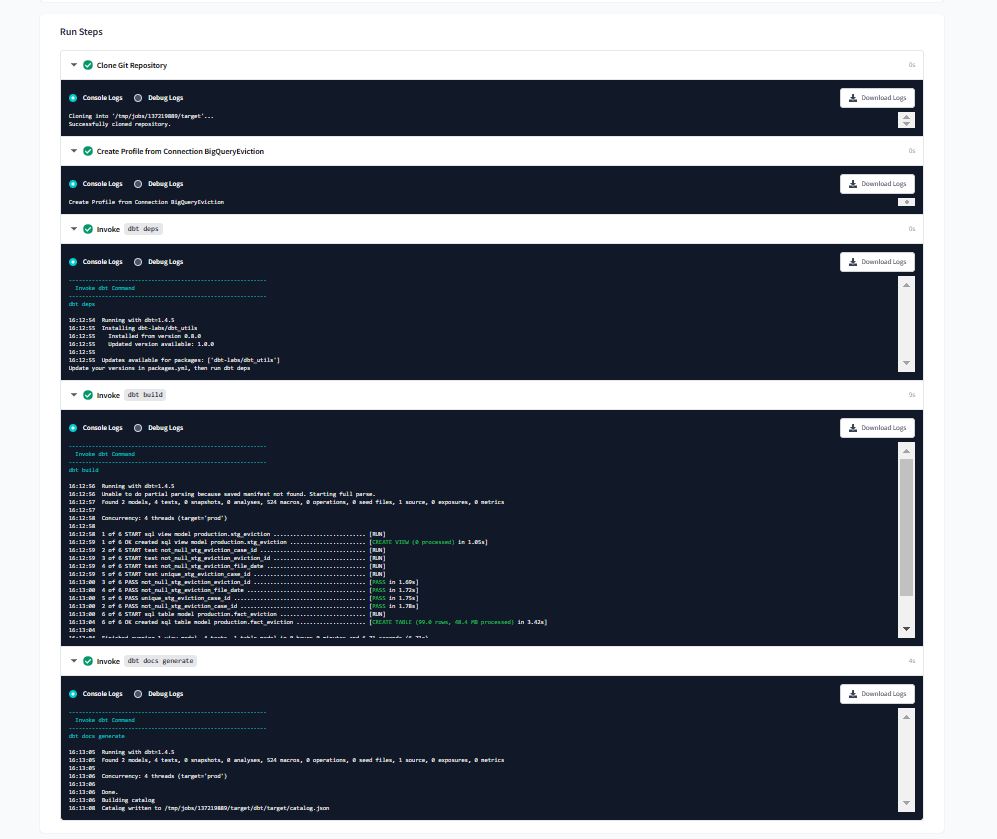 Run Steps
Clone Git Repository 0s
Console Logs Debug Logs Download Logs
Cloning into '/tmp/jobs/137219889/target'...
Successfully cloned repository.
Create Profile from Connection BigQueryEviction 0s
Console Logs Debug Logs Download Logs
Create Profile from Connection BigQueryEviction
Invoke dbt deps 0s
Console Logs Debug Logs Download Logs
------------------------------------------------------------
Invoke dbt Command
------------------------------------------------------------
dbt deps
16:12:54 Running with dbt=1.4.5
16:12:55 Installing dbt-labs/dbt_utils
16:12:55 Installed from version 0.8.0
16:12:55 Updated version available: 1.0.0
16:12:55
16:12:55 Updates available for packages: ['dbt-labs/dbt_utils']
Update your versions in packages.yml, then run dbt deps
Invoke dbt build 9s
Console Logs Debug Logs Download Logs
------------------------------------------------------------
Invoke dbt Command
------------------------------------------------------------
dbt build
16:12:56 Running with dbt=1.4.5
16:12:56 Unable to do partial parsing because saved manifest not found. Starting full parse.
16:12:57 Found 2 models, 4 tests, 0 snapshots, 0 analyses, 524 macros, 0 operations, 0 seed files, 1 source, 0 exposures, 0 metrics
16:12:57
16:12:58 Concurrency: 4 threads (target='prod')
16:12:58
16:12:58 1 of 6 START sql view model production.stg_eviction ............................ [RUN]
16:12:59 1 of 6 OK created sql view model production.stg_eviction ....................... [CREATE VIEW (0 processed) in 1.05s]
16:12:59 2 of 6 START test not_null_stg_eviction_case_id ................................ [RUN]
16:12:59 3 of 6 START test not_null_stg_eviction_eviction_id ............................ [RUN]
16:12:59 4 of 6 START test not_null_stg_eviction_file_date .............................. [RUN]
16:12:59 5 of 6 START test unique_stg_eviction_case_id .................................. [RUN]
16:13:00 3 of 6 PASS not_null_stg_eviction_eviction_id .................................. [PASS in 1.69s]
16:13:00 4 of 6 PASS not_null_stg_eviction_file_date .................................... [PASS in 1.72s]
16:13:00 5 of 6 PASS unique_stg_eviction_case_id ........................................ [PASS in 1.75s]
16:13:00 2 of 6 PASS not_null_stg_eviction_case_id ...................................... [PASS in 1.78s]
16:13:00 6 of 6 START sql table model production.fact_eviction .......................... [RUN]
16:13:04 6 of 6 OK created sql table model production.fact_eviction ..................... [CREATE TABLE (99.0 rows, 48.4 MB processed) in 3.42s]
16:13:04
Invoke dbt docs generate 4s
Console Logs Debug Logs Download Logs
------------------------------------------------------------
Invoke dbt Command
------------------------------------------------------------
dbt docs generate
16:13:05 Running with dbt=1.4.5
16:13:05 Found 2 models, 4 tests, 0 snapshots, 0 analyses, 524 macros, 0 operations, 0 seed files, 1 source, 0 exposures, 0 metrics
16:13:05
16:13:06 Concurrency: 4 threads (target='prod')
16:13:06
16:13:06 Done.
16:13:06 Building catalog
16:13:08 Catalog written to /tmp/jobs/137219889/target/dbt/target/catalog.json